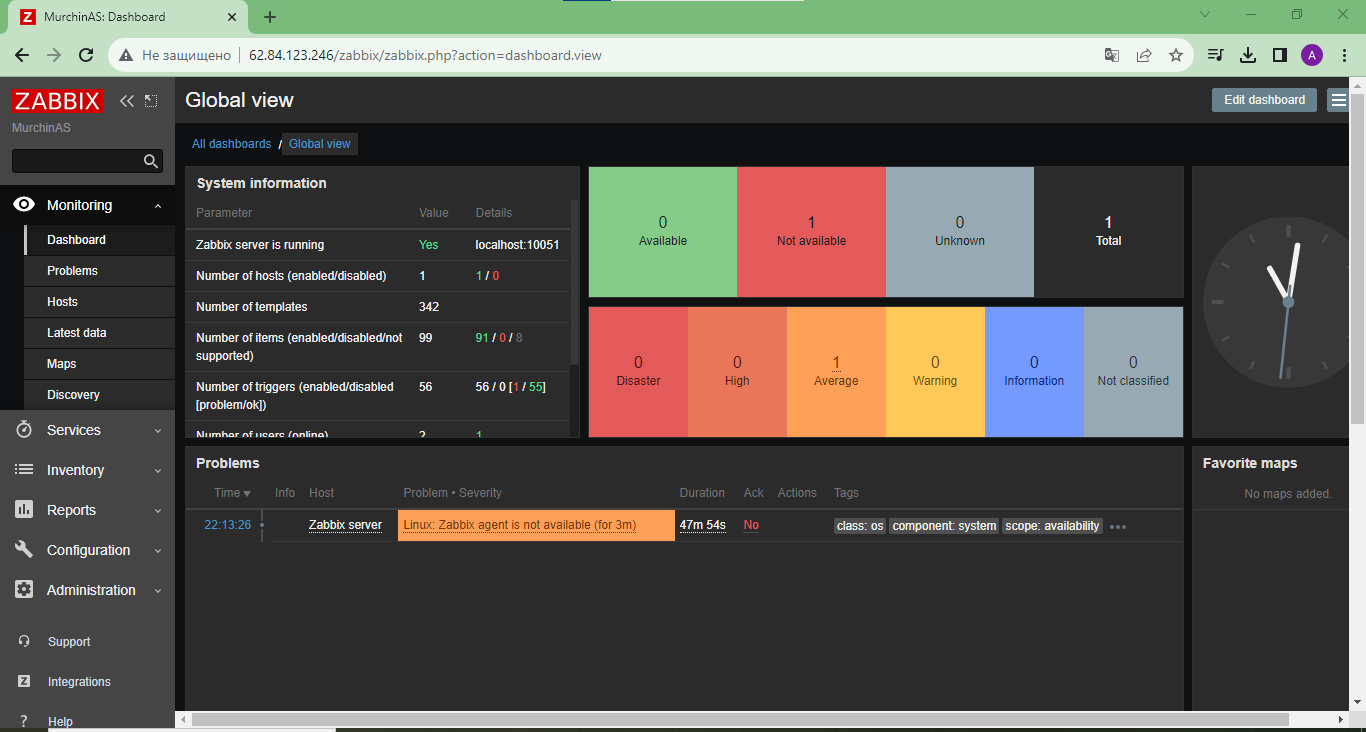 Z MurchinAS: Dashboard
Не защищено 62.84.123.246/zabbix/zabbix.php?action=dashboard.view A
ZABBIX
MurchinAS
Monitoring
Dashboard
Problems
Hosts
Latest data
Maps
Discovery
Services
Inventory
Reports
Configuration
Administration
Support
Z Integrations
? Help
Global view
Edit dashboard
All dashboards / Global view
System information
Parameter Value Details
Zabbix server is running Yes localhost:10051
Number of hosts (enabled/disabled) 1 1 / 0
Number of templates 342
Number of items (enabled/disabled/not 99 91 / 0 / 8
supported)
Number of triggers (enabled/disabled 56 56 / 0 [1 / 55]
[problem/ok])
Number of users (online) 2 1
0 1 0 1
Available Not available Unknown Total
0 0 1 0 0 0
Disaster High Average Warning Information Not classified
Problems
Time Info Host Problem • Severity Duration Ack Actions Tags
22:13:26 Zabbix server Linux: Zabbix agent is not available (for 3m) 47m 54s No class: os component: system scope: availability
Favorite maps
No maps added.